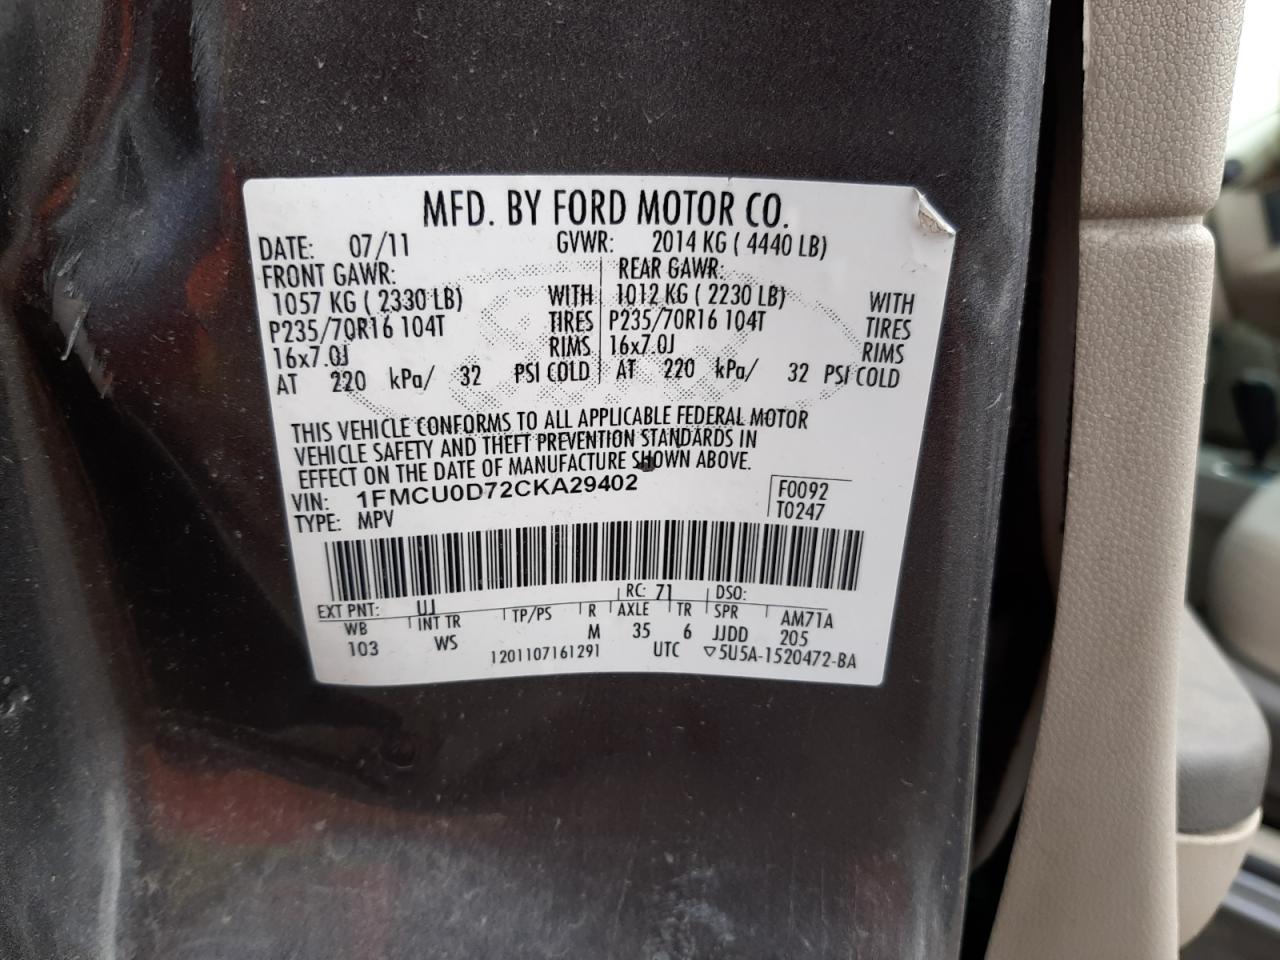 MFD. BY FORD MOTOR CO.
DATE: 07/11 GVWR: 2014 KG ( 4440 LB)
FRONT GAWR: REAR GAWR:
1057 KG ( 2330 LB) WITH 1012 KG ( 2230 LB) WITH
P235/70R16 104T TIRES P235/70R16 104T TIRES
16x7.0J RIMS 16x7.0J RIMS
AT 220 kPa/ 32 PSI COLD AT 220 kPa/ 32 PSI COLD
THIS VEHICLE CONFORMS TO ALL APPLICABLE FEDERAL MOTOR
VEHICLE SAFETY AND THEFT PREVENTION STANDARDS IN
EFFECT ON THE DATE OF MANUFACTURE SHOWN ABOVE.
VIN: 1FMCU0D72CKA29402 F0092
TYPE: MPV T0247
EXT PNT: UJ RC: 71 DSO:
WB INT TR TP/PS R AXLE TR SPR AM71A
103 WS M 35 6 JJDD 205
1201107161291 UTC ▽5U5A-1520472-BA